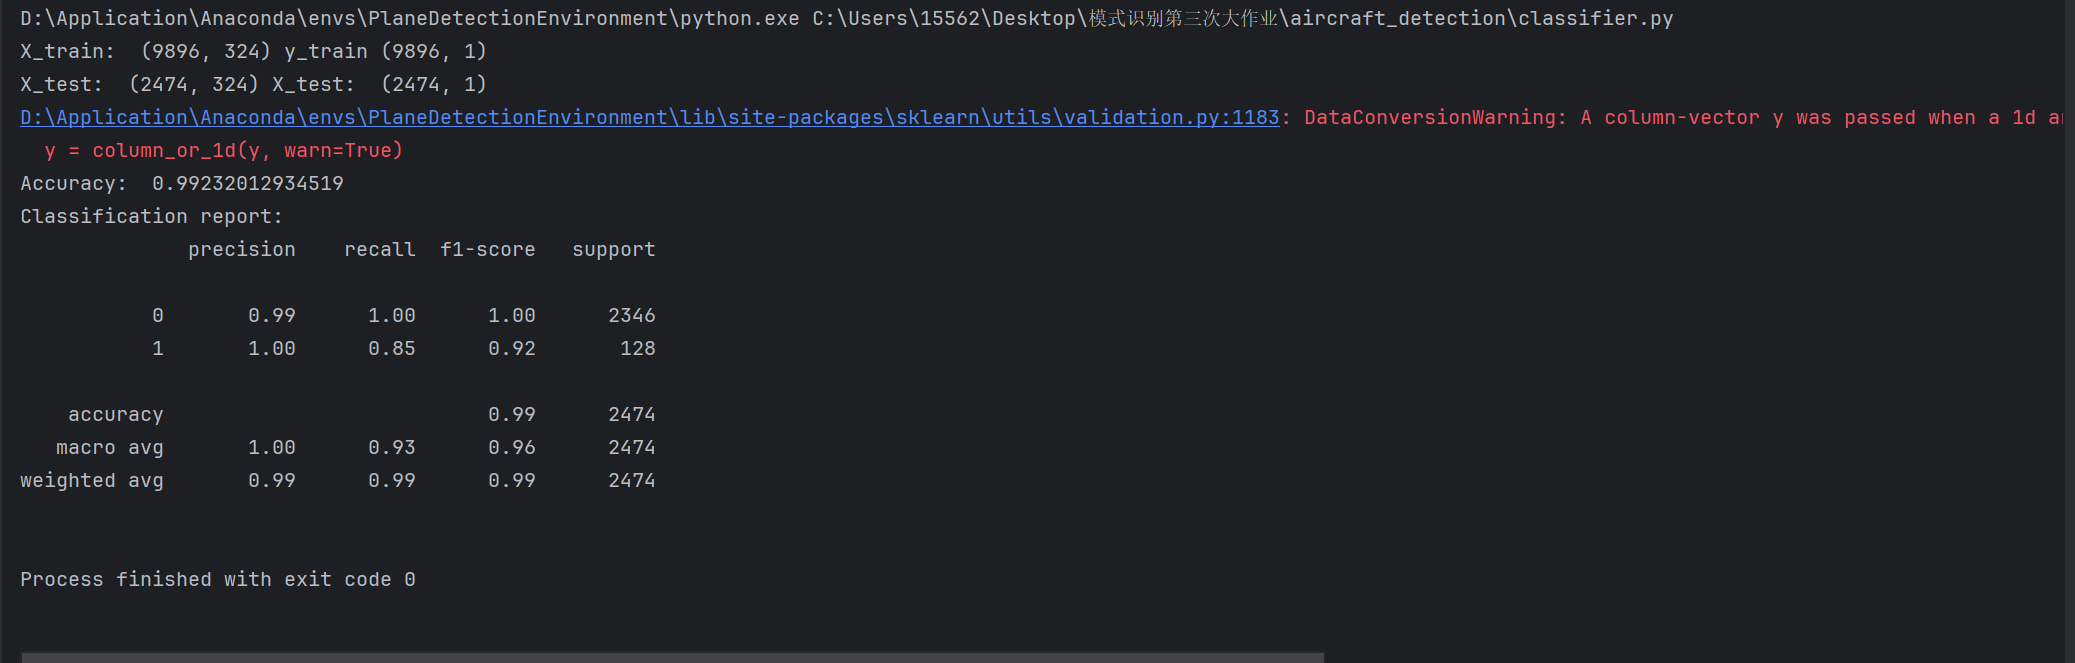 D:\Application\Anaconda\envs\PlaneDetectionEnvironment\python.exe C:\Users\15562\Desktop\模式识别第三次大作业\aircraft_detection\classifier.py
X_train:  (9896, 324) y_train (9896, 1)
X_test:  (2474, 324) X_test:  (2474, 1)
D:\Application\Anaconda\envs\PlaneDetectionEnvironment\lib\site-packages\sklearn\utils\validation.py:1183: DataConversionWarning: A column-vector y was passed when a 1d
  y = column_or_1d(y, warn=True)
Accuracy:  0.99232012934519
Classification report:
              precision    recall  f1-score   support
           0       0.99      1.00      1.00      2346
           1       1.00      0.85      0.92       128
    accuracy                           0.99      2474
   macro avg       1.00      0.93      0.96      2474
weighted avg       0.99      0.99      0.99      2474
Process finished with exit code 0